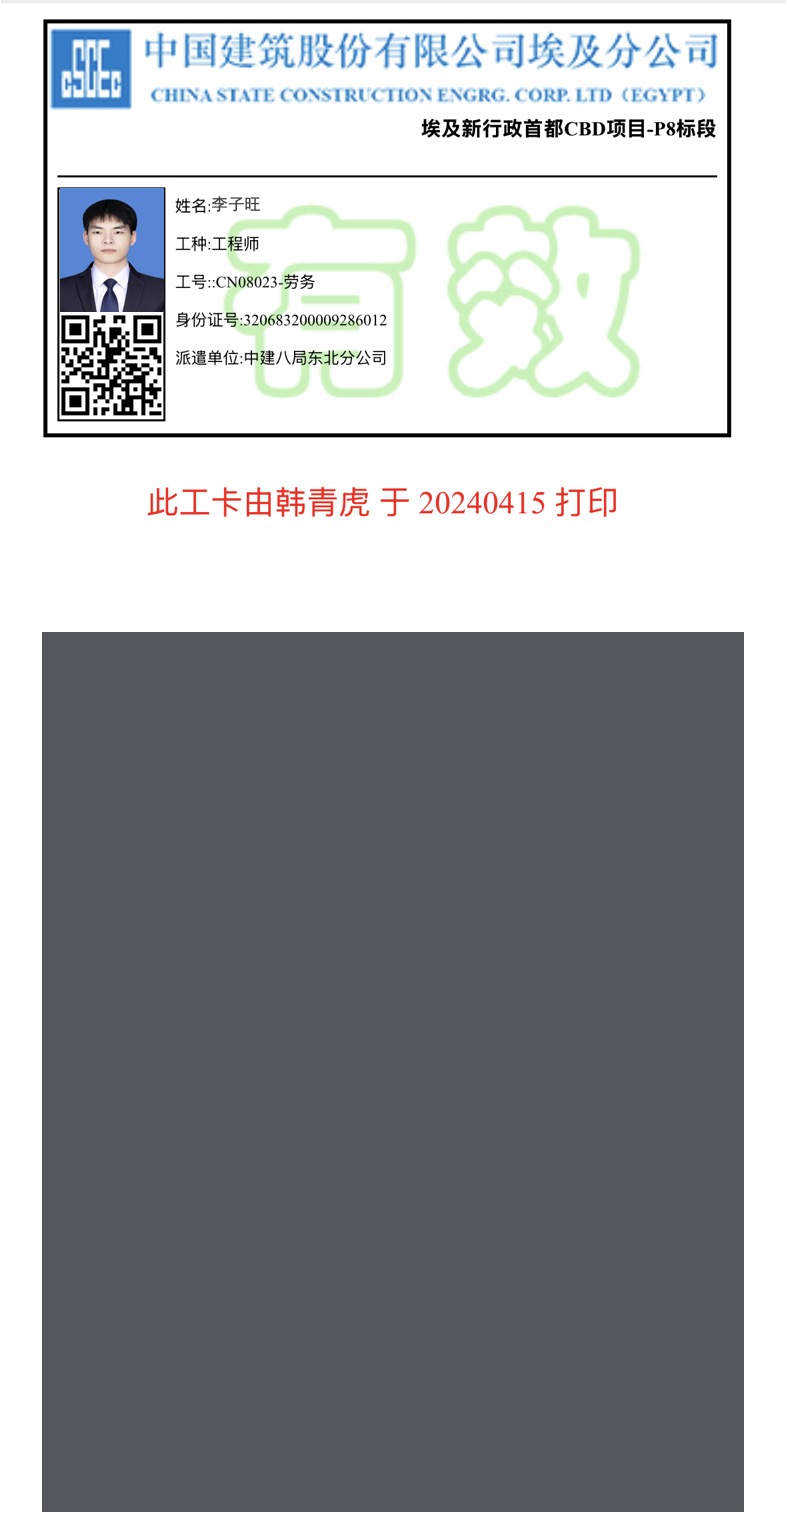 CSCEC
中国建筑股份有限公司埃及分公司
CHINA STATE CONSTRUCTION ENGRG. CORP. LTD（EGYPT）
埃及新行政首都CBD项目-P8标段
有效
姓名:李子旺
工种:工程师
工号::CN08023-劳务
身份证号:320683200009286012
派遣单位:中建八局东北分公司
此工卡由韩青虎 于 20240415 打印